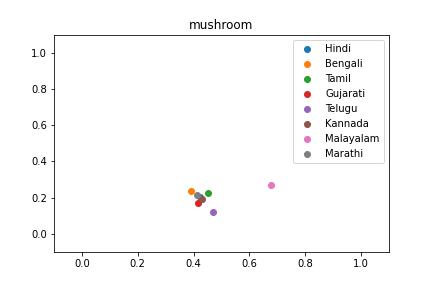 mushroom
1.0
0.8
0.6
0.4
0.2
0.0
0.0 0.2 0.4 0.6 0.8 1.0
Hindi
Bengali
Tamil
Gujarati
Telugu
Kannada
Malayalam
Marathi